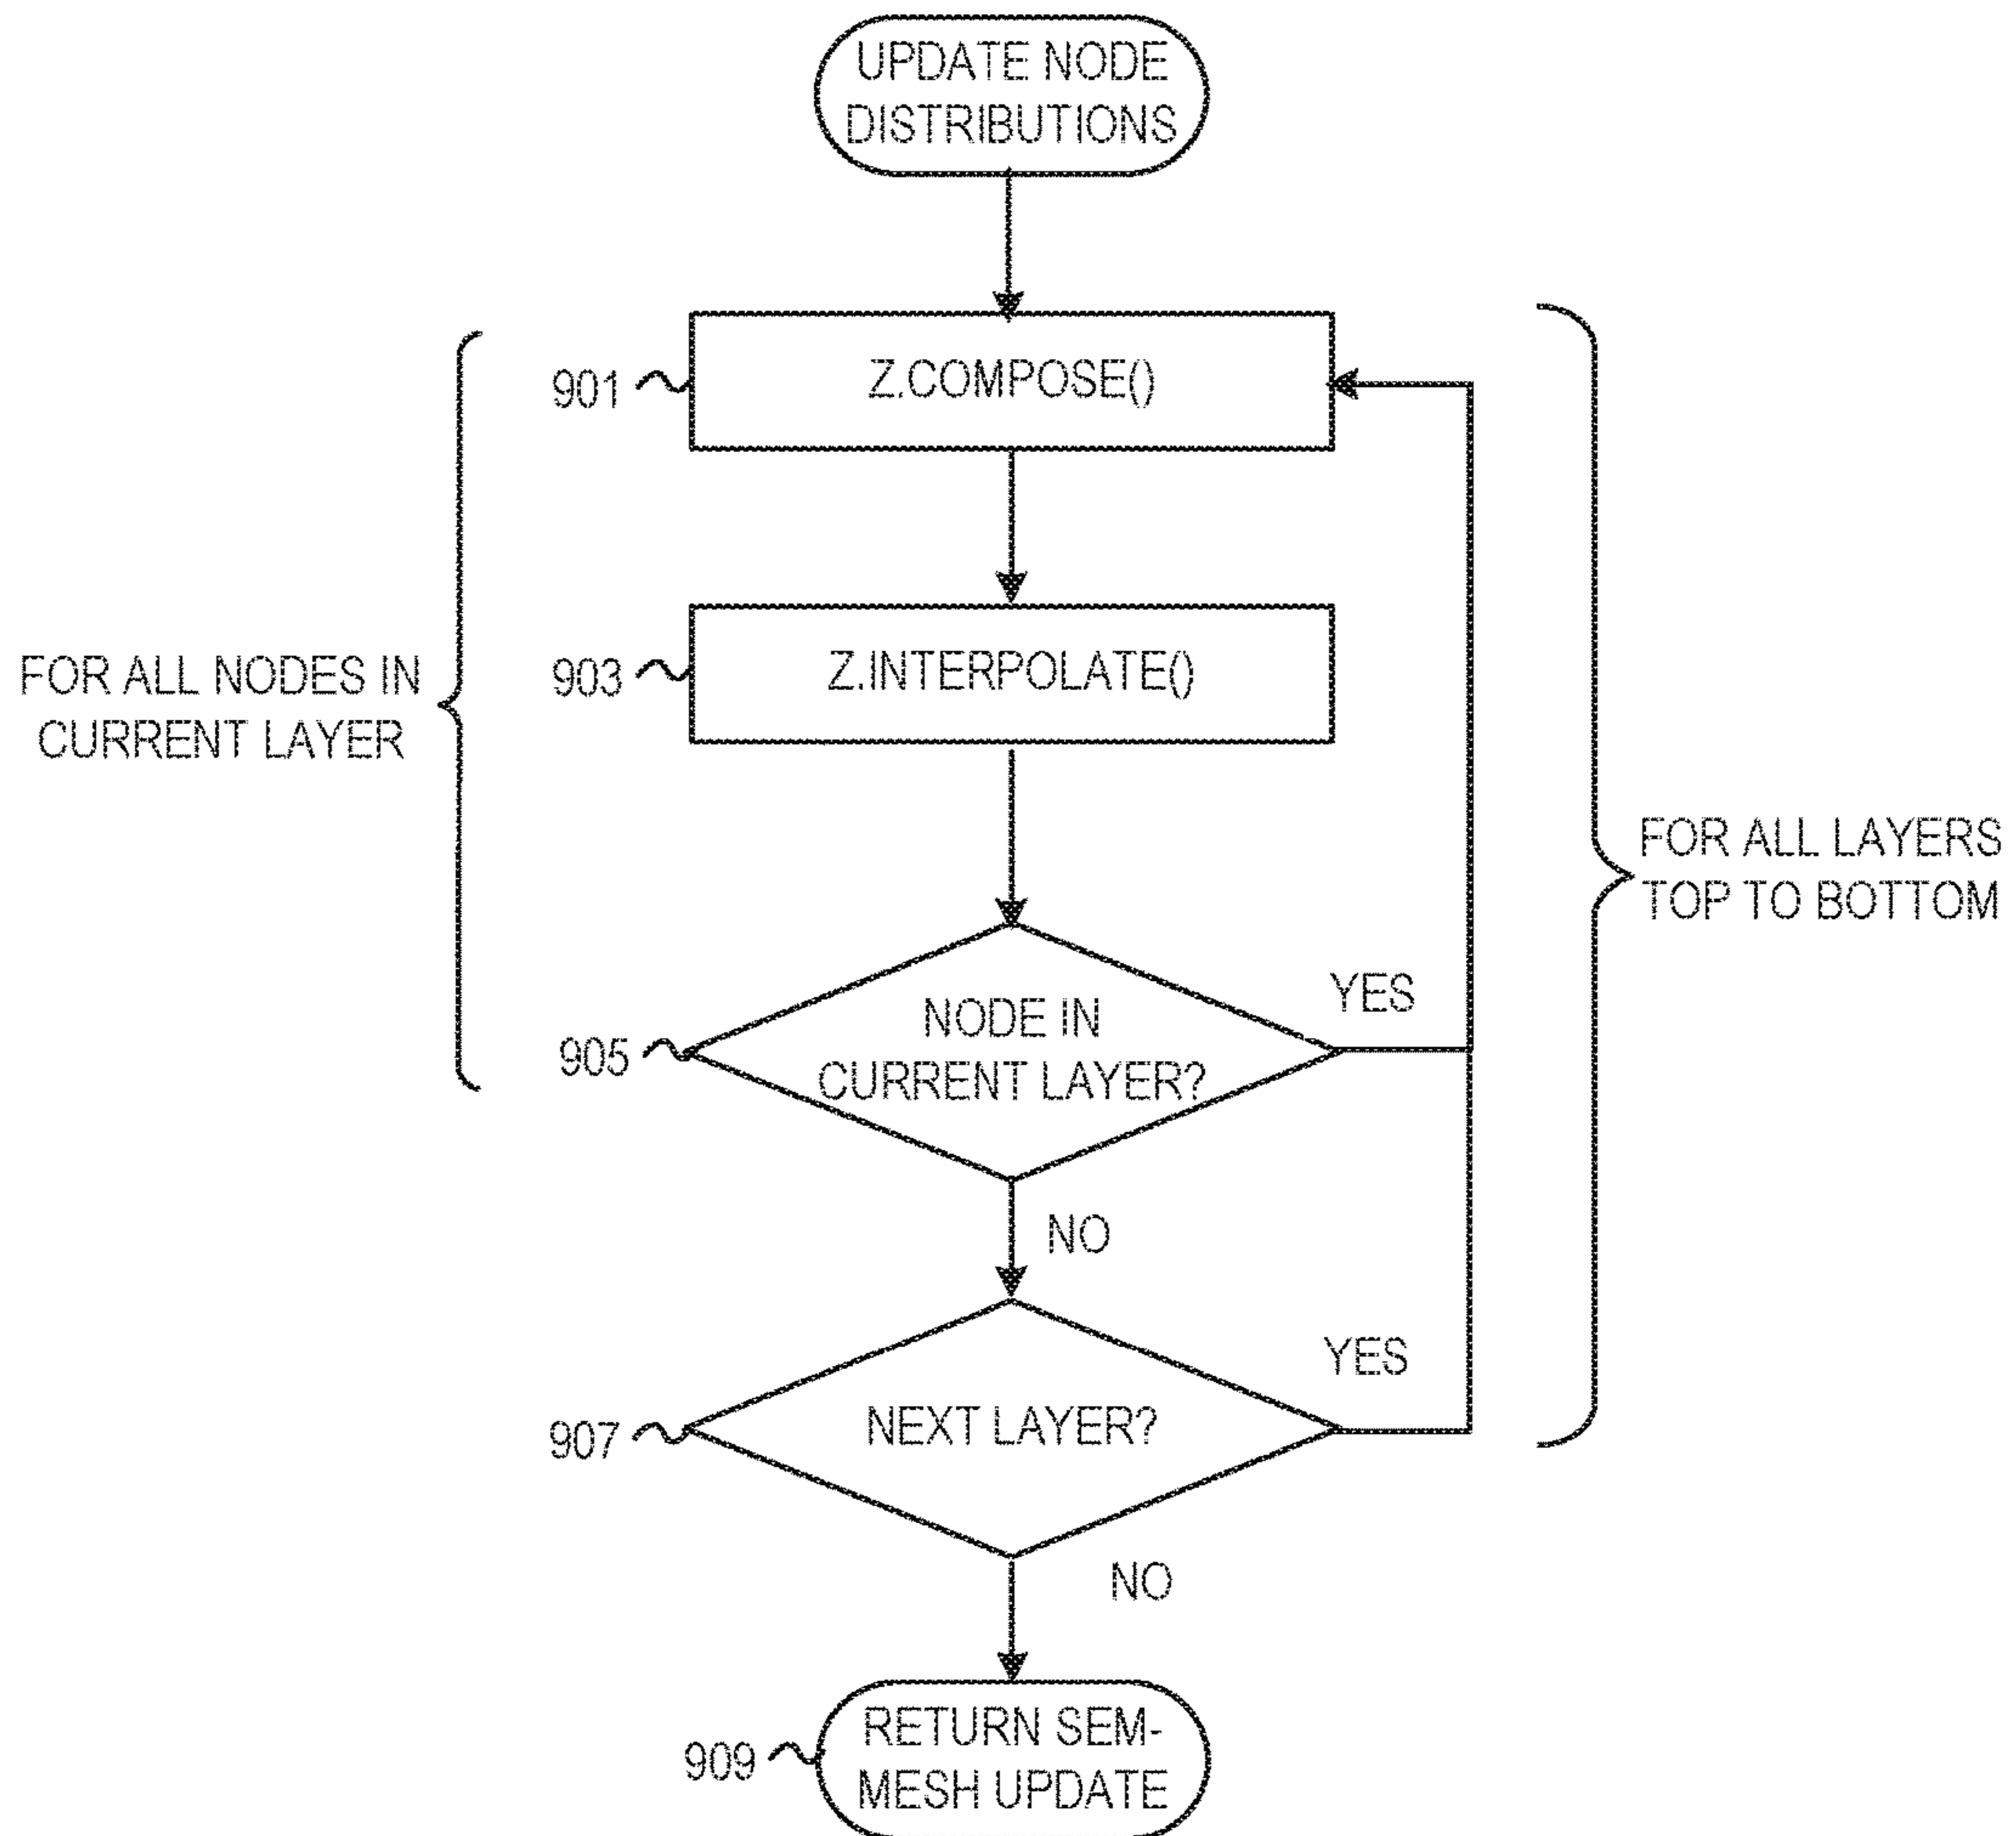 UPDATE NODE
DISTRIBUTIONS
901
Z.COMPOSE()
903
Z.INTERPOLATE()
FOR ALL NODES IN
CURRENT LAYER
FOR ALL LAYERS
TOP TO BOTTOM
905
NODE IN
CURRENT LAYER?
YES
NO
907
NEXT LAYER?
YES
NO
909
RETURN SEM-
MESH UPDATE